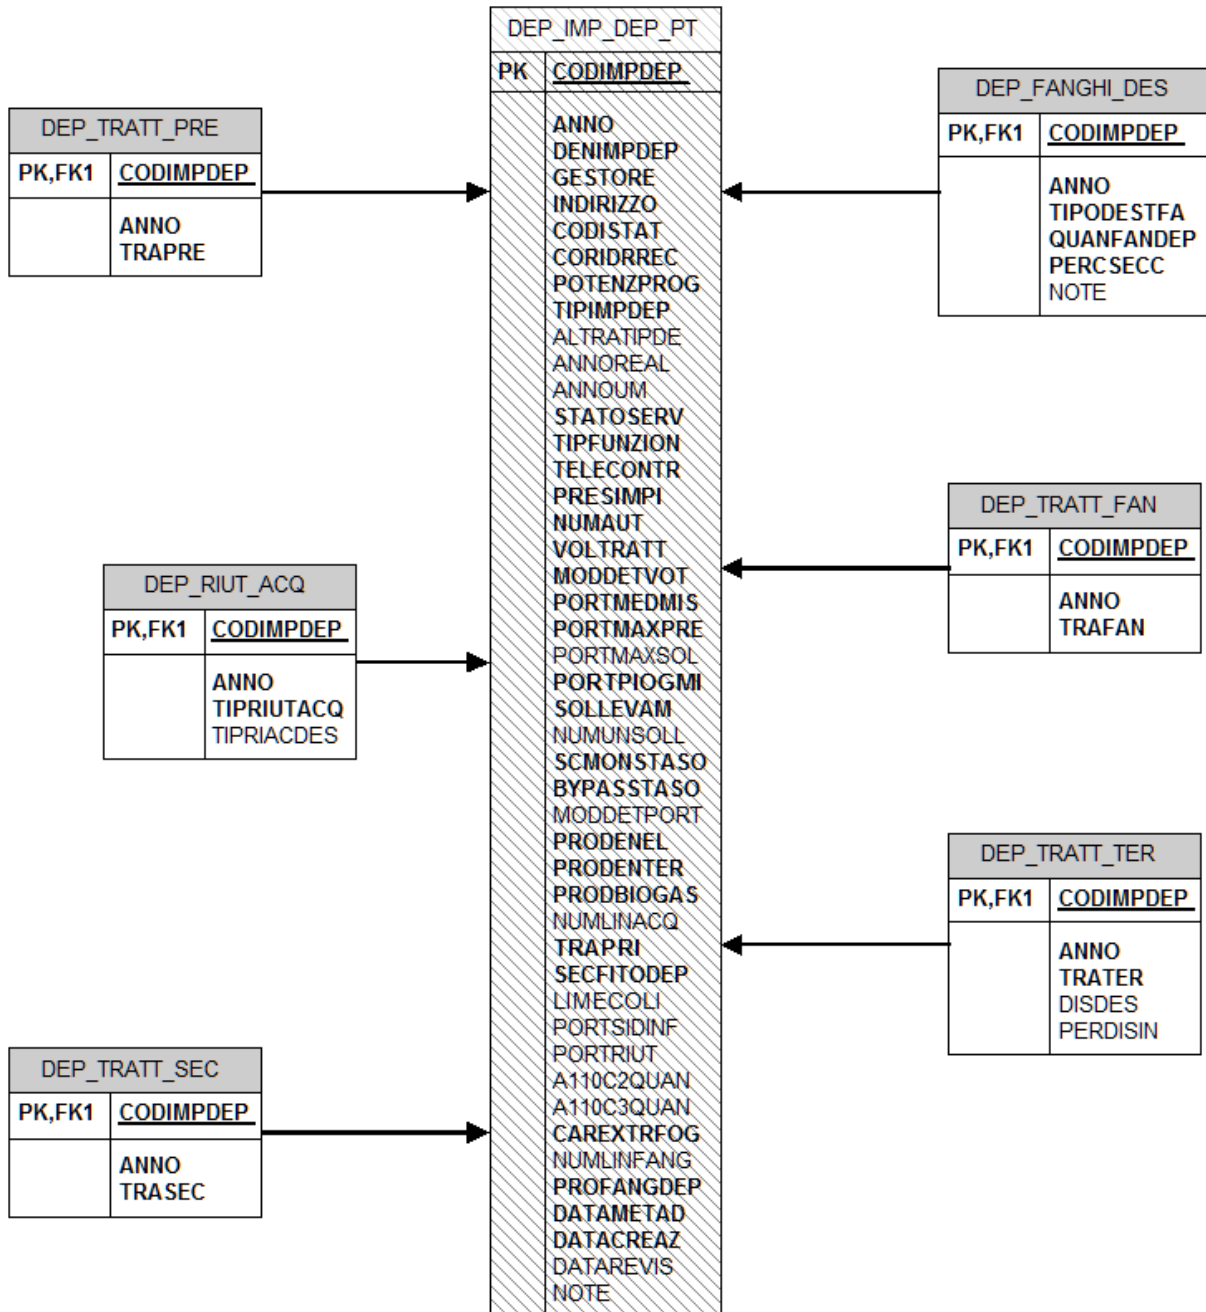 DEP_IMP_DEP_PT
PK CODIMPDEP
ANNO
DENIMPDEP
GESTORE
INDIRIZZO
CODISTAT
CORIDRREC
POTENZPROG
TIPIMPDEP
ALTRATIPDE
ANNOREAL
ANNOUM
STATOSERV
TIPFUNZION
TELECONTR
PRESIMPI
NUMAUT
VOLTRATT
MODDETVOT
PORTMEDMIS
PORTMAXPRE
PORTMAXSOL
PORTPIOGMI
SOLLEVAM
NUMUNSOLL
SCMONSTASO
BYPASSTASO
MODDETPORT
PRODENEL
PRODENTER
PRODBIOGAS
NUMLINACQ
TRAPRI
SECFITODEP
LIMECOLI
PORTSIDINF
PORTRIUT
A110C2QUAN
A110C3QUAN
CAREXTRFOG
NUMLINFANG
PROFANGDEP
DATAMETAD
DATACREAZ
DATAREVIS
NOTE
DEP_TRATT_PRE
PK,FK1 CODIMPDEP
ANNO
TRAPRE
DEP_RIUT_ACQ
PK,FK1 CODIMPDEP
ANNO
TIPRIUTACQ
TIPRIACDES
DEP_TRATT_SEC
PK,FK1 CODIMPDEP
ANNO
TRASEC
DEP_FANGHI_DES
PK,FK1 CODIMPDEP
ANNO
TIPODESTFA
QUANFANDEP
PERCSECC
NOTE
DEP_TRATT_FAN
PK,FK1 CODIMPDEP
ANNO
TRAFAN
DEP_TRATT_TER
PK,FK1 CODIMPDEP
ANNO
TRATER
DISDES
PERDISIN